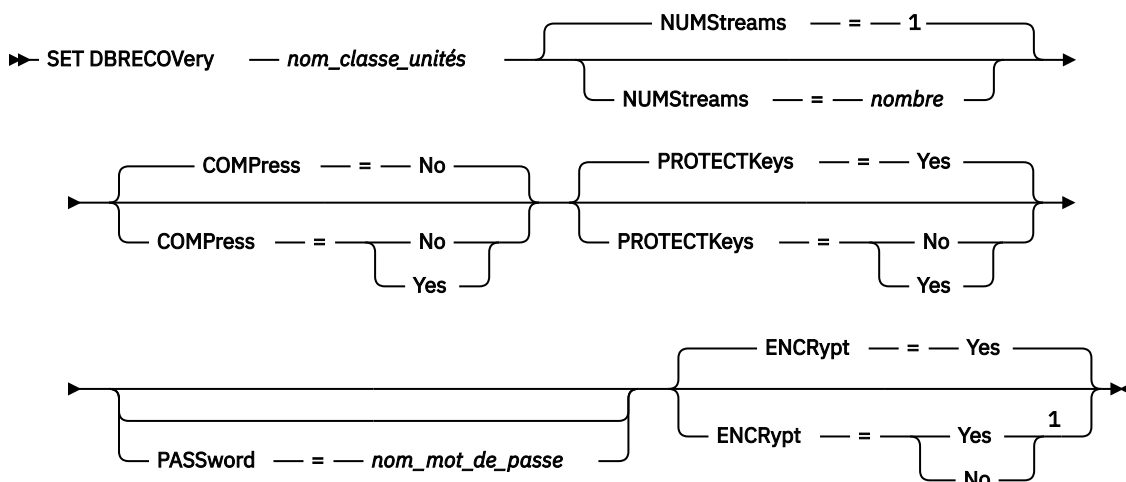 NUMStreams = 1
SET DBRECOVery nom_classe_unités
NUMStreams = nombre
COMPress = No
PROTECTKeys = Yes
COMPress = No
Yes
PROTECTKeys = No
Yes
ENCRypt = Yes
PASSword = nom_mot_de_passe
ENCRypt = Yes 1
No